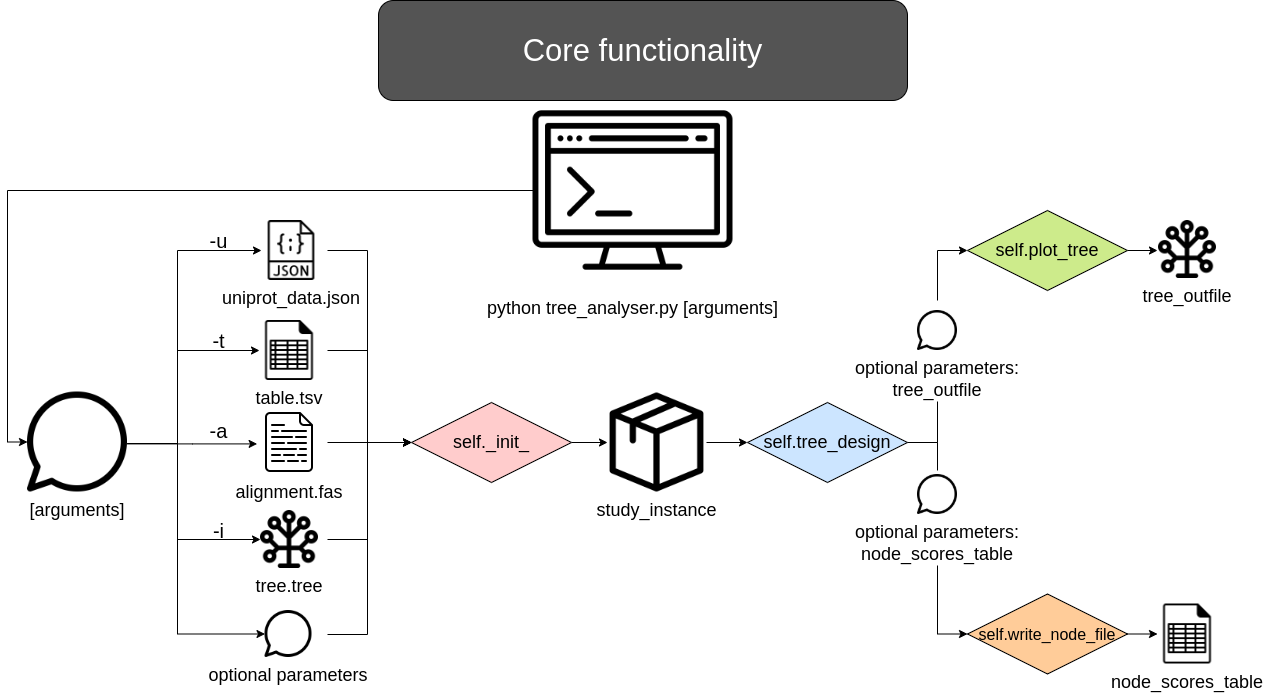 Core functionality
python tree_analyser.py [arguments]
-u
{;}
JSON
uniprot_data.json
-t
table.tsv
-a
alignment.fas
-i
tree.tree
optional parameters
[arguments]
self._init_
study_instance
self.tree_design
optional parameters:
tree_outfile
self.plot_tree
tree_outfile
optional parameters:
node_scores_table
self.write_node_file
node_scores_table